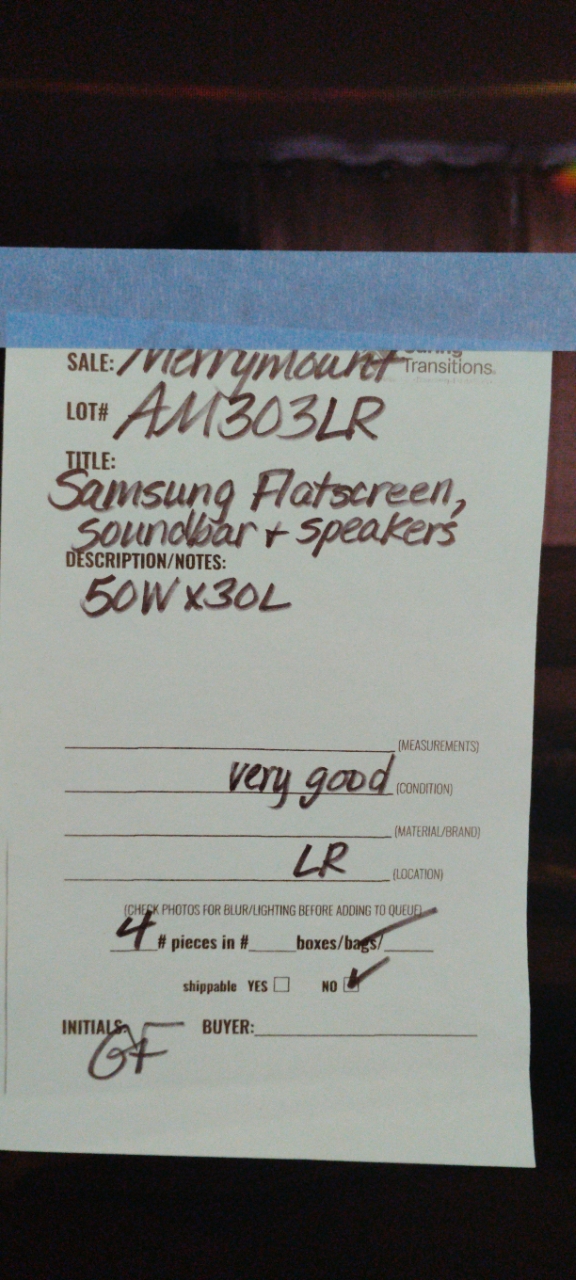 SALE: Merrymount
Transitions.
LOT# AM303LR
TITLE:
Samsung Flatscreen,
soundbar + speakers
DESCRIPTION/NOTES:
50W x 30L
(MEASUREMENTS)
very good (CONDITION)
(MATERIAL/BRAND)
LR (LOCATION)
(CHECK PHOTOS FOR BLUR/LIGHTING BEFORE ADDING TO QUEUE)
4 # pieces in #_____ boxes/bags/_____
shippable YES ☐ NO ☑
INITIALS: GF BUYER: